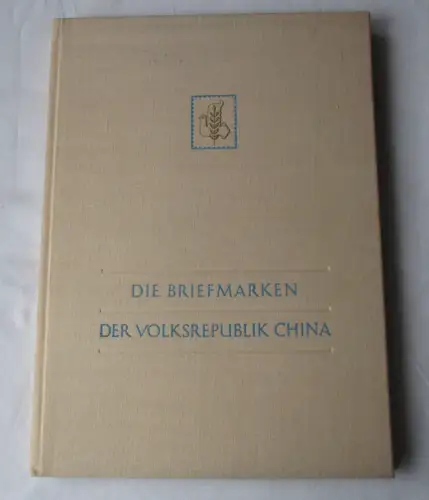 DIE BRIEFMARKEN
DER VOLKSREPUBLIK CHINA